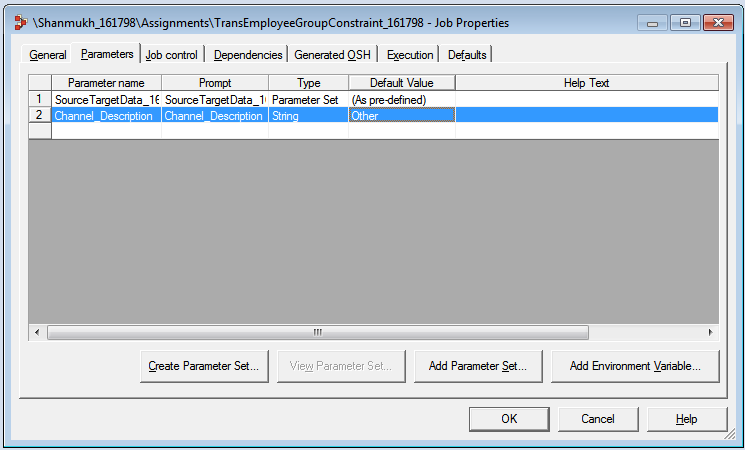 \Shanmukh_161798\Assignments\TransEmployeeGroupConstraint_161798 - Job Properties
General Parameters Job control Dependencies Generated OSH Execution Defaults
Parameter name Prompt Type Default Value Help Text
1 SourceTargetData_16 SourceTargetData_1 Parameter Set (As pre-defined)
2 Channel_Description Channel_Description String Other
Create Parameter Set... View Parameter Set... Add Parameter Set... Add Environment Variable...
OK Cancel Help